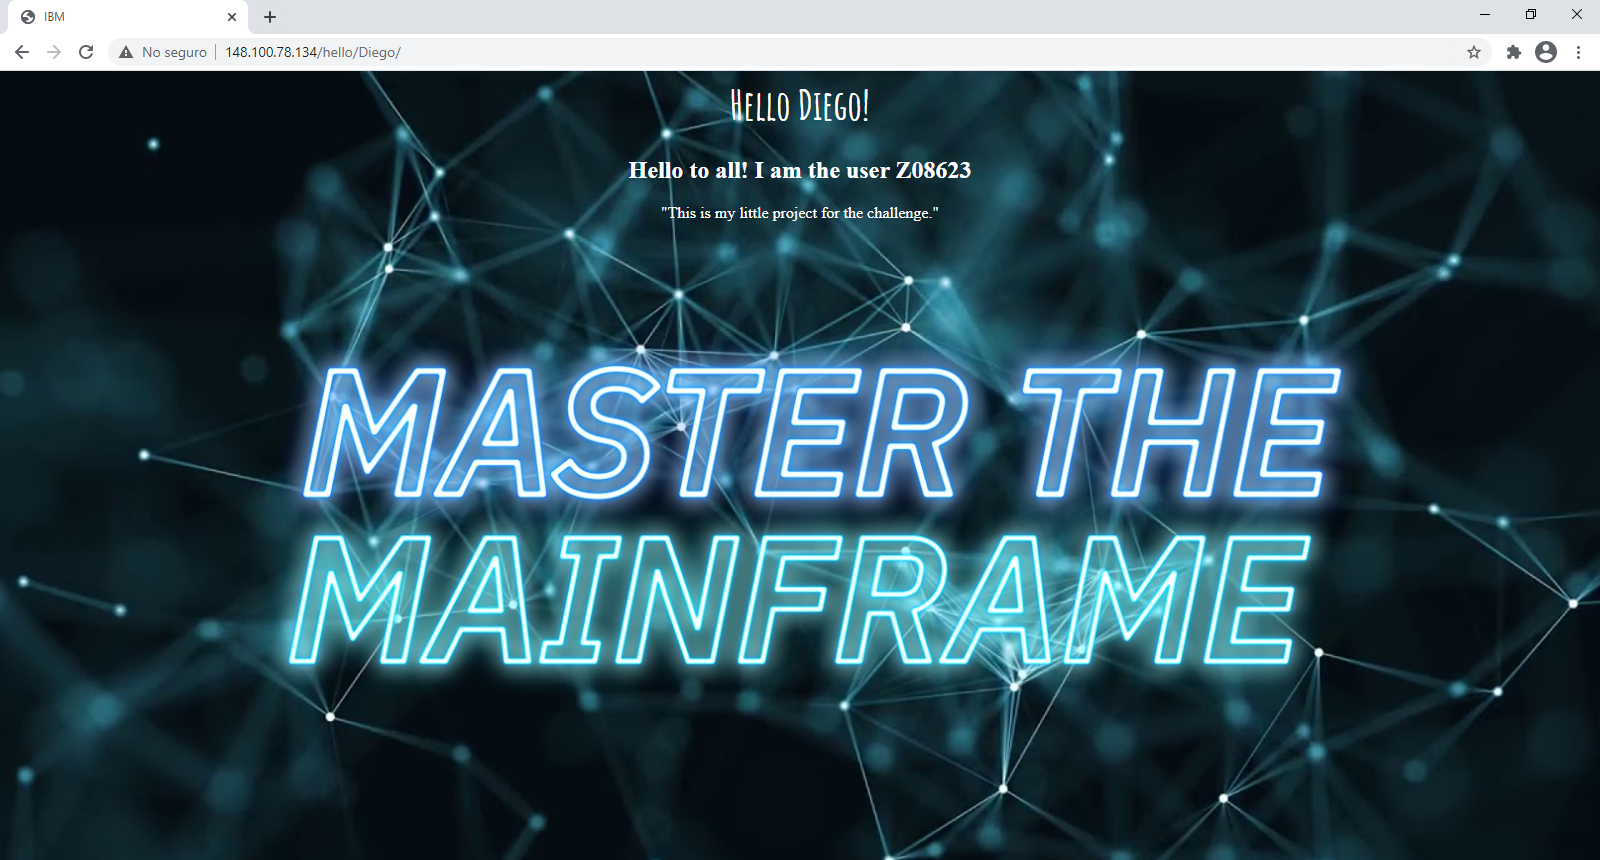 IBM
No seguro
148.100.78.134/hello/Diego/
Hello Diego!
Hello to all! I am the user Z08623
"This is my little project for the challenge."
MASTER THE
MAINFRAME